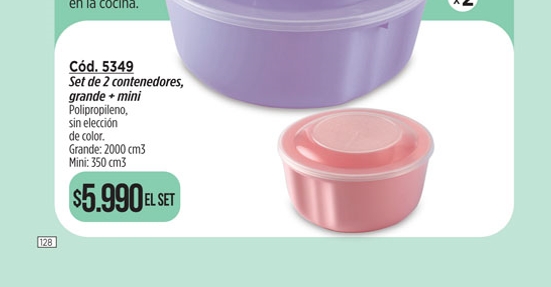 en la cocina.
x2
Cód. 5349
Set de 2 contenedores,
grande + mini
Polipropileno,
sin elección
de color.
Grande: 2000 cm3
Mini: 350 cm3
$5.990 EL SET
128